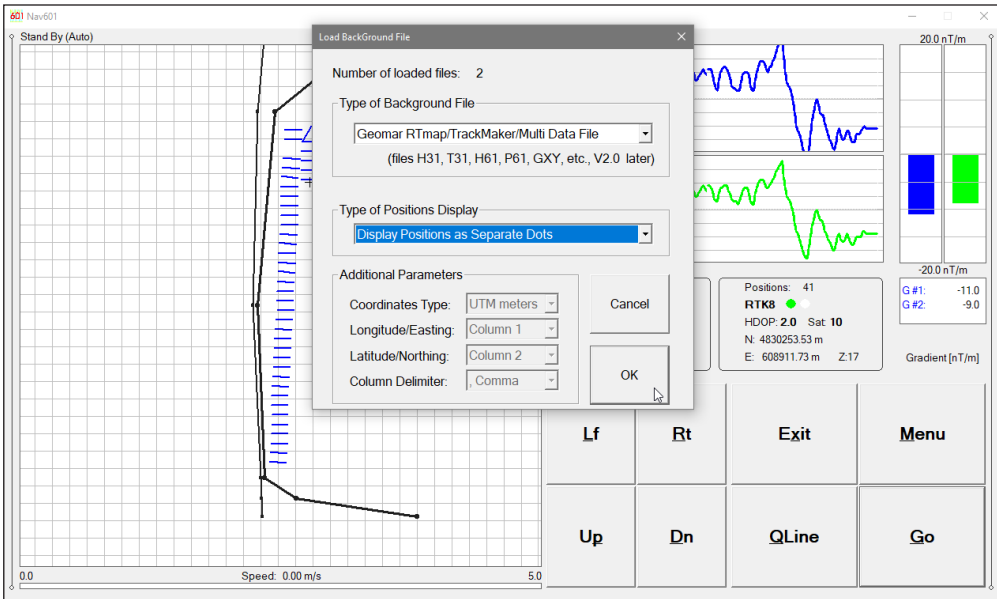 601 Nav601
Stand By (Auto)
0.0
Speed: 0.00 m/s
5.0
Load BackGround File
Number of loaded files: 2
Type of Background File
Geomar RTmap/TrackMaker/Multi Data File
(files H31, T31, H61, P61, GXY, etc., V2.0 later)
Type of Positions Display
Display Positions as Separate Dots
Additional Parameters
Coordinates Type: UTM meters
Longitude/Easting: Column 1
Latitude/Northing: Column 2
Column Delimiter: , Comma
Cancel
OK
20.0 nT/m
-20.0 nT/m
Positions: 41
RTK8
HDOP: 2.0 Sat: 10
N: 4830253.53 m
E: 608911.73 m Z:17
G #1: -11.0
G #2: -9.0
Gradient [nT/m]
Lf
Rt
Exit
Menu
Up
Dn
QLine
Go